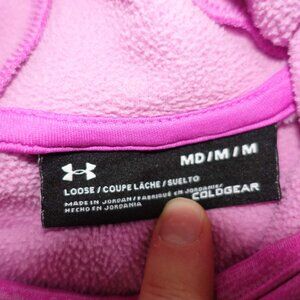 MD/M/M
LOOSE/COUPE LÂCHE/SUELTO
MADE IN JORDAN/FABRIQUÉ EN JORDANIE/
HECHO EN JORDANIA
COLDGEAR